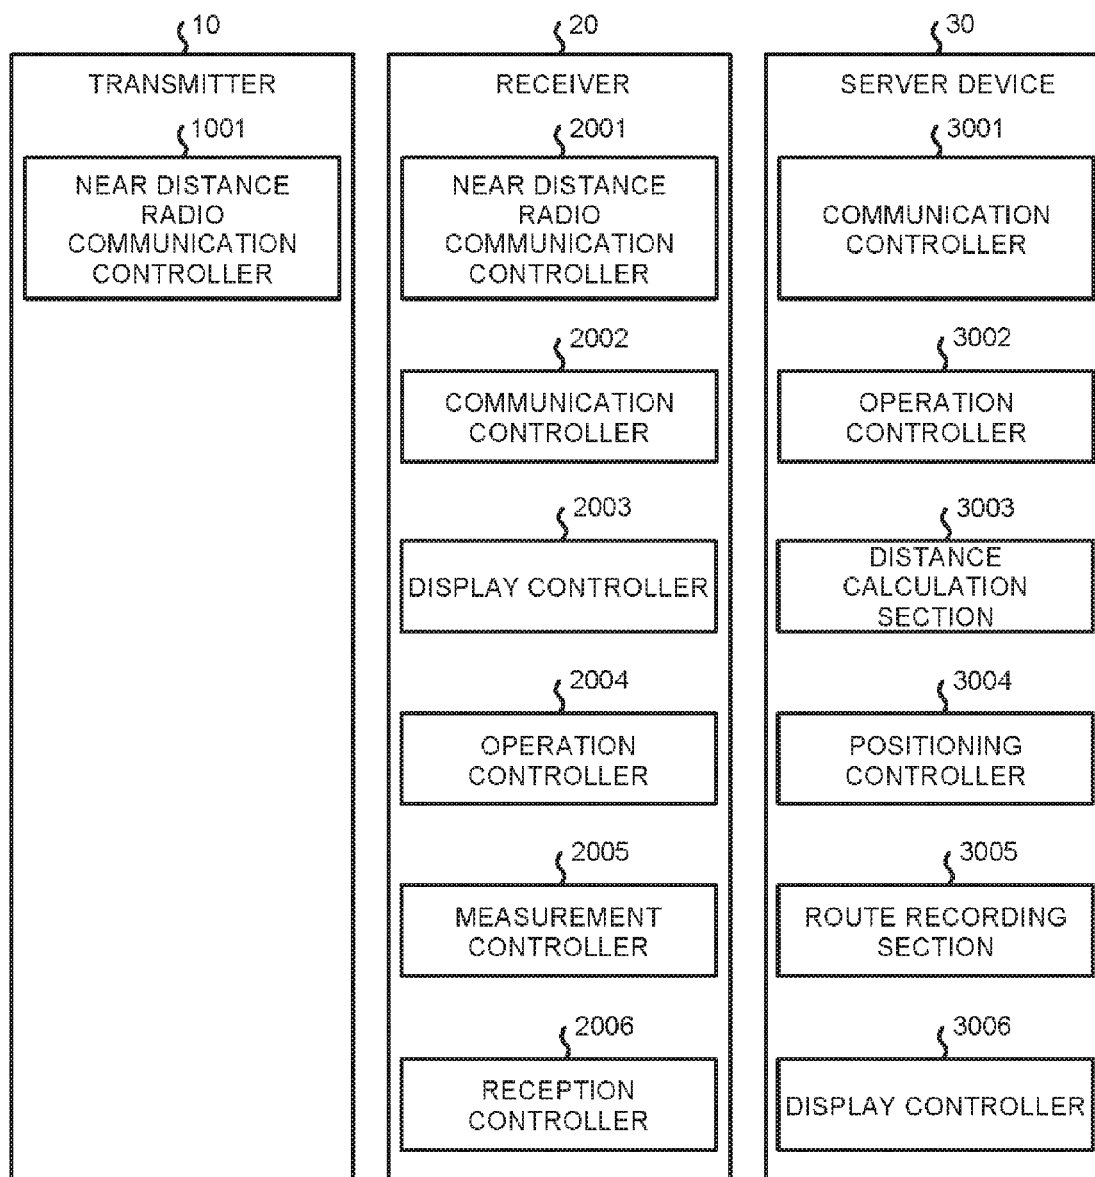 10
TRANSMITTER
1001
NEAR DISTANCE
RADIO
COMMUNICATION
CONTROLLER
20
RECEIVER
2001
NEAR DISTANCE
RADIO
COMMUNICATION
CONTROLLER
2002
COMMUNICATION
CONTROLLER
2003
DISPLAY CONTROLLER
2004
OPERATION
CONTROLLER
2005
MEASUREMENT
CONTROLLER
2006
RECEPTION
CONTROLLER
30
SERVER DEVICE
3001
COMMUNICATION
CONTROLLER
3002
OPERATION
CONTROLLER
3003
DISTANCE
CALCULATION
SECTION
3004
POSITIONING
CONTROLLER
3005
ROUTE RECORDING
SECTION
3006
DISPLAY CONTROLLER